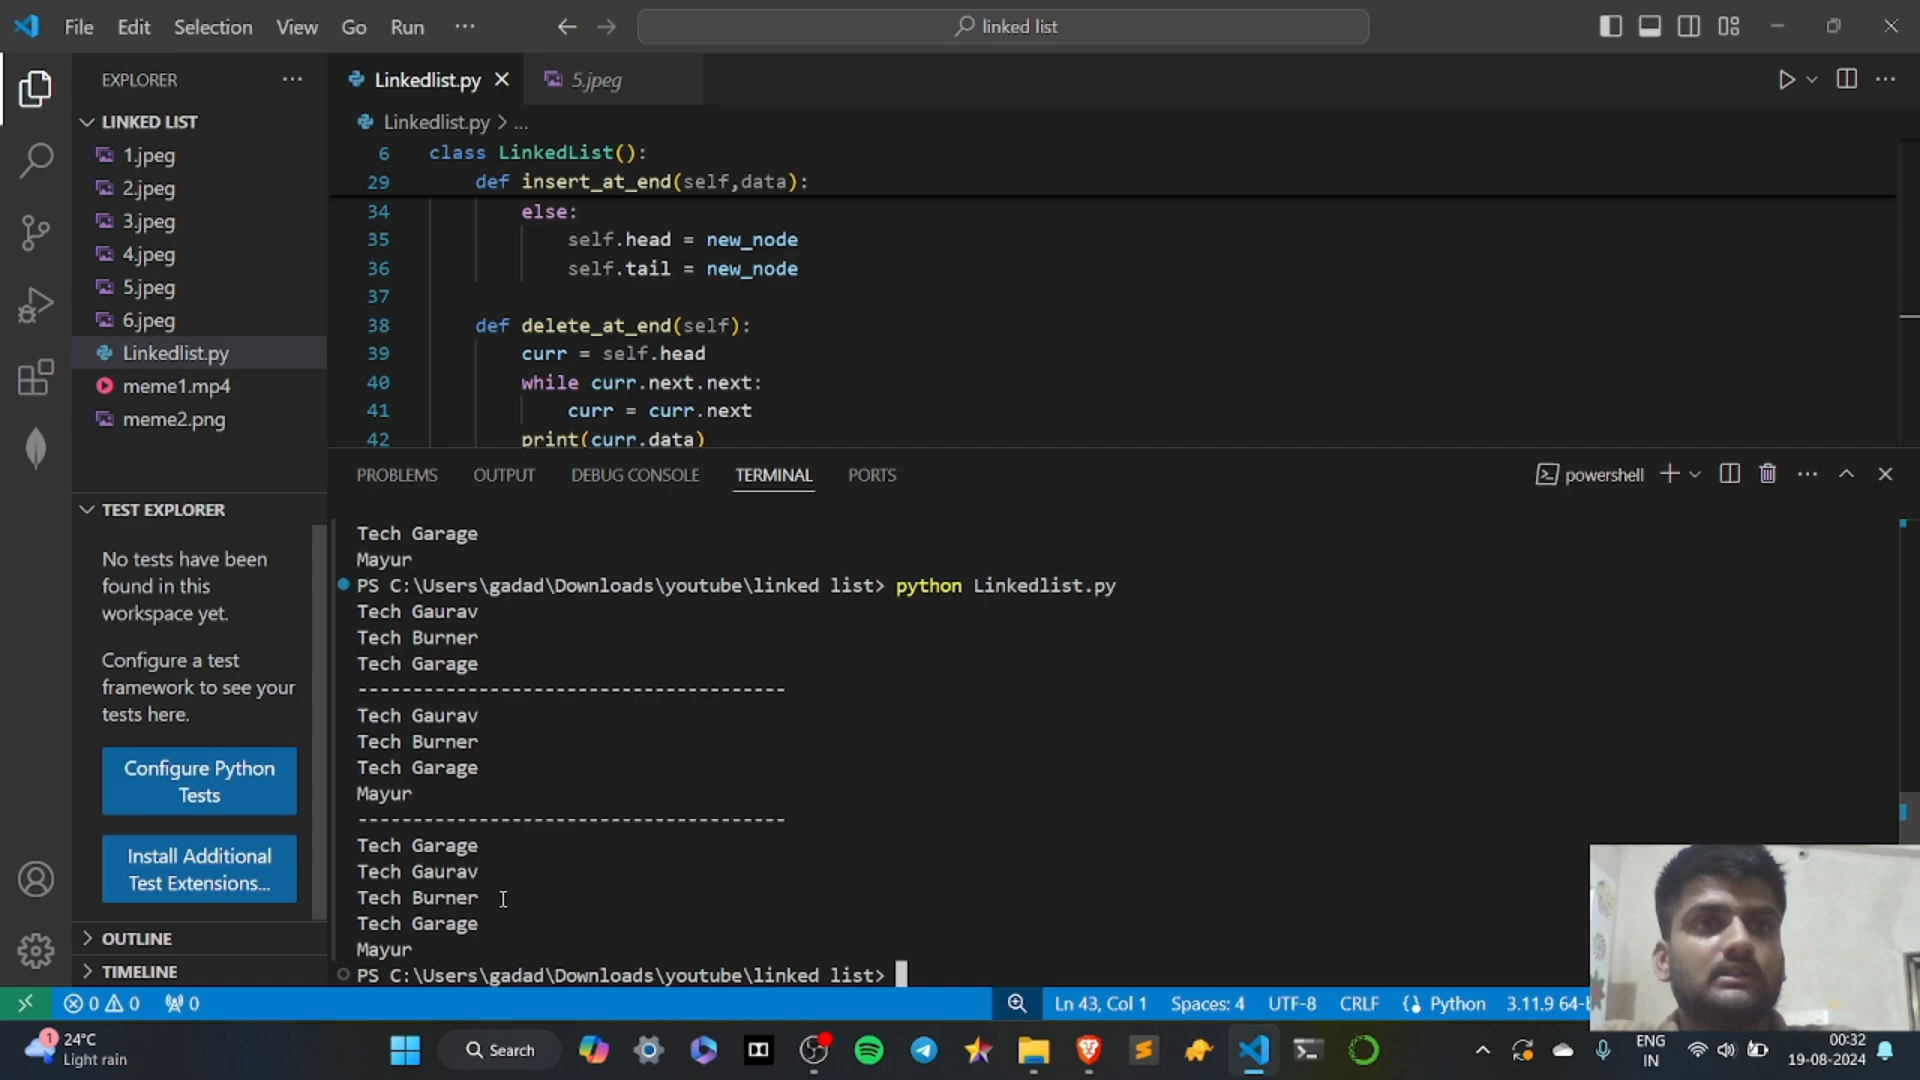 File Edit Selection View Go Run ···
linked list
EXPLORER ···
LINKED LIST
1.jpeg
2.jpeg
3.jpeg
4.jpeg
5.jpeg
6.jpeg
Linkedlist.py
meme1.mp4
meme2.png
TEST EXPLORER
No tests have been
found in this
workspace yet.
Configure a test
framework to see your
tests here.
Configure Python
Tests
Install Additional
Test Extensions...
OUTLINE
TIMELINE
Linkedlist.py 5.jpeg
Linkedlist.py > ...
6 class LinkedList():
29 def insert_at_end(self,data):
34 else:
35 self.head = new_node
36 self.tail = new_node
37
38 def delete_at_end(self):
39 curr = self.head
40 while curr.next.next:
41 curr = curr.next
42 print(curr.data)
PROBLEMS OUTPUT DEBUG CONSOLE TERMINAL PORTS
powershell
Tech Garage
Mayur
PS C:\Users\gadad\Downloads\youtube\linked list> python Linkedlist.py
Tech Gaurav
Tech Burner
Tech Garage
---------------------------------------
Tech Gaurav
Tech Burner
Tech Garage
Mayur
---------------------------------------
Tech Garage
Tech Gaurav
Tech Burner
Tech Garage
Mayur
PS C:\Users\gadad\Downloads\youtube\linked list>
0 0 0
Ln 43, Col 1 Spaces: 4 UTF-8 CRLF Python 3.11.9
1
24°C
Light rain
Search
ENG
IN
00:32
19-08-2024